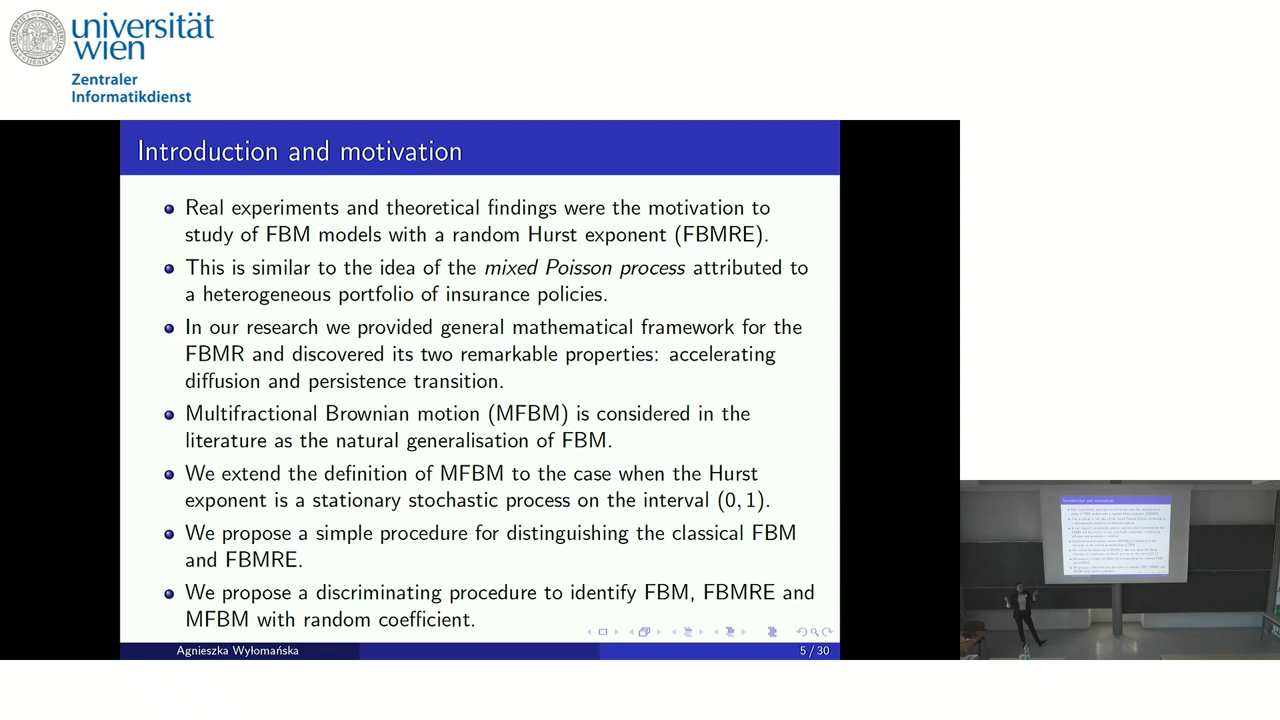 universität
wien
Zentraler
Informatikdienst
Introduction and motivation
Real experiments and theoretical findings were the motivation to
study of FBM models with a random Hurst exponent (FBMRE).
This is similar to the idea of the mixed Poisson process attributed to
a heterogeneous portfolio of insurance policies.
In our research we provided general mathematical framework for the
FBMR and discovered its two remarkable properties: accelerating
diffusion and persistence transition.
Multifractional Brownian motion (MFBM) is considered in the
literature as the natural generalisation of FBM.
We extend the definition of MFBM to the case when the Hurst
exponent is a stationary stochastic process on the interval (0, 1).
We propose a simple procedure for distinguishing the classical FBM
and FBMRE.
We propose a discriminating procedure to identify FBM, FBMRE and
MFBM with random coefficient.
Agnieszka Wyłomańska
5 / 30
Introduction and motivation